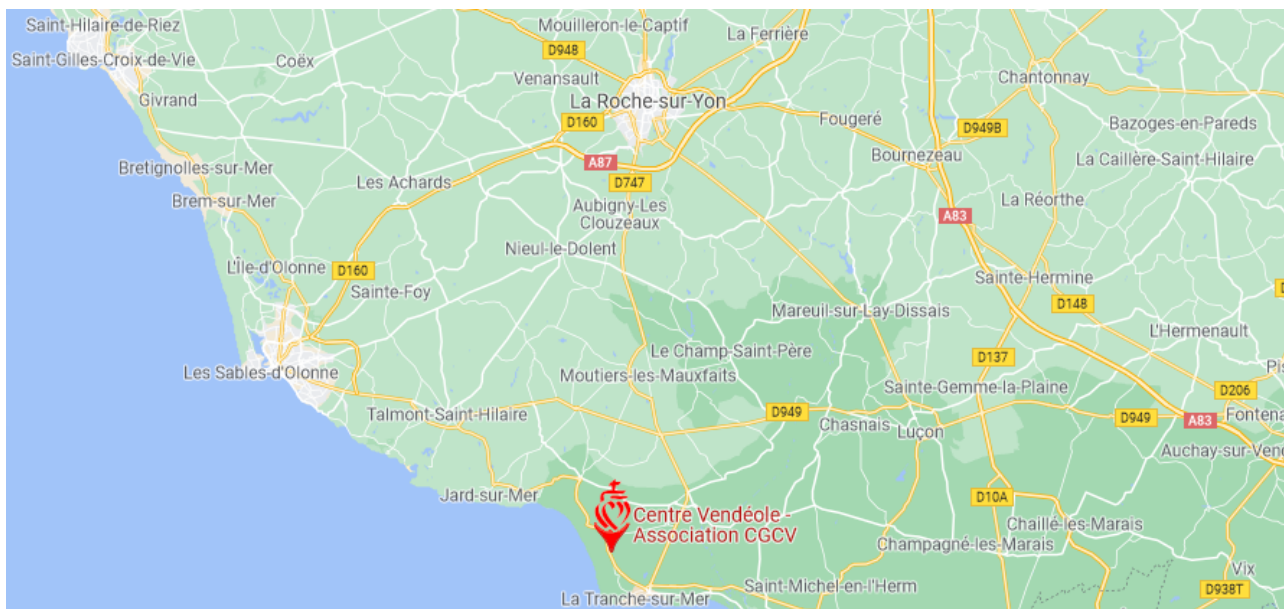 Saint-Hilaire-de-Riez
Mouilleron-le-Captif
La Ferrière
D948
Saint-Gilles-Croix-de-Vie
Coëx
Venansault
Chantonnay
Givrand
La Roche-sur-Yon
D160
Fougeré
D949B
Bazoges-en-Pareds
Bournezeau
La Caillère-Saint-Hilaire
Bretignolles-sur-Mer
A87
Les Achards
D747
Brem-sur-Mer
Aubigny-Les
Clouzeaux
La Réorthe
A83
Nieul-le-Dolent
L'Île-d'Olonne
D160
Sainte-Foy
Sainte-Hermine
D148
Mareuil-sur-Lay-Dissais
L'Hermenault
Le Champ-Saint-Père
D137
Les Sables-d'Olonne
Moutiers-les-Mauxfaits
Sainte-Gemme-la-Plaine
D206
Talmont-Saint-Hilaire
D949
Chasnais
Luçon
D949
A83
Fontena
Auchay-sur-Ven
Jard-sur-Mer
D10A
Centre Vendéole -
Association CGCV
Chaillé-les-Marais
Champagné-les-Marais
Vix
Saint-Michel-en-l'Herm
D938T
La Tranche-sur-Mer